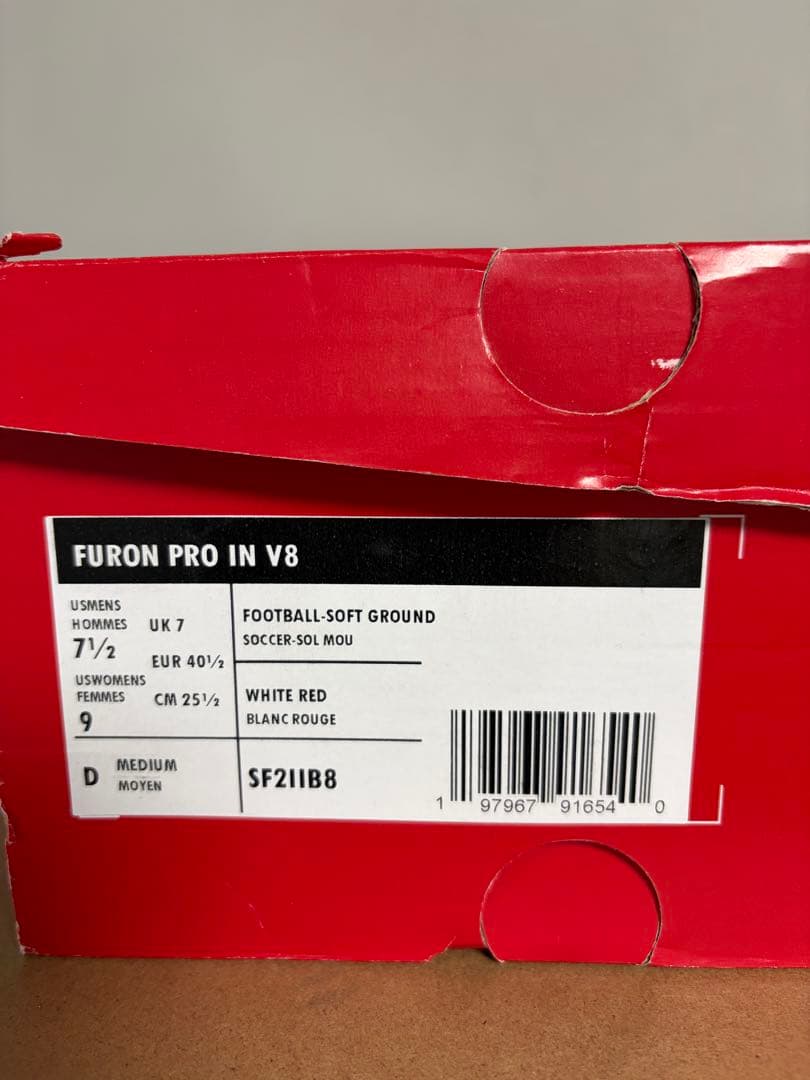 FURON PRO IN V8
USMENS
HOMMES
7½
UK 7
EUR 40½
USWOMENS
FEMMES
9
CM 25½
D
MEDIUM
MOYEN
FOOTBALL-SOFT GROUND
SOCCER-SOL MOU
WHITE RED
BLANC ROUGE
SF2IIB8
1 97967 91654 0